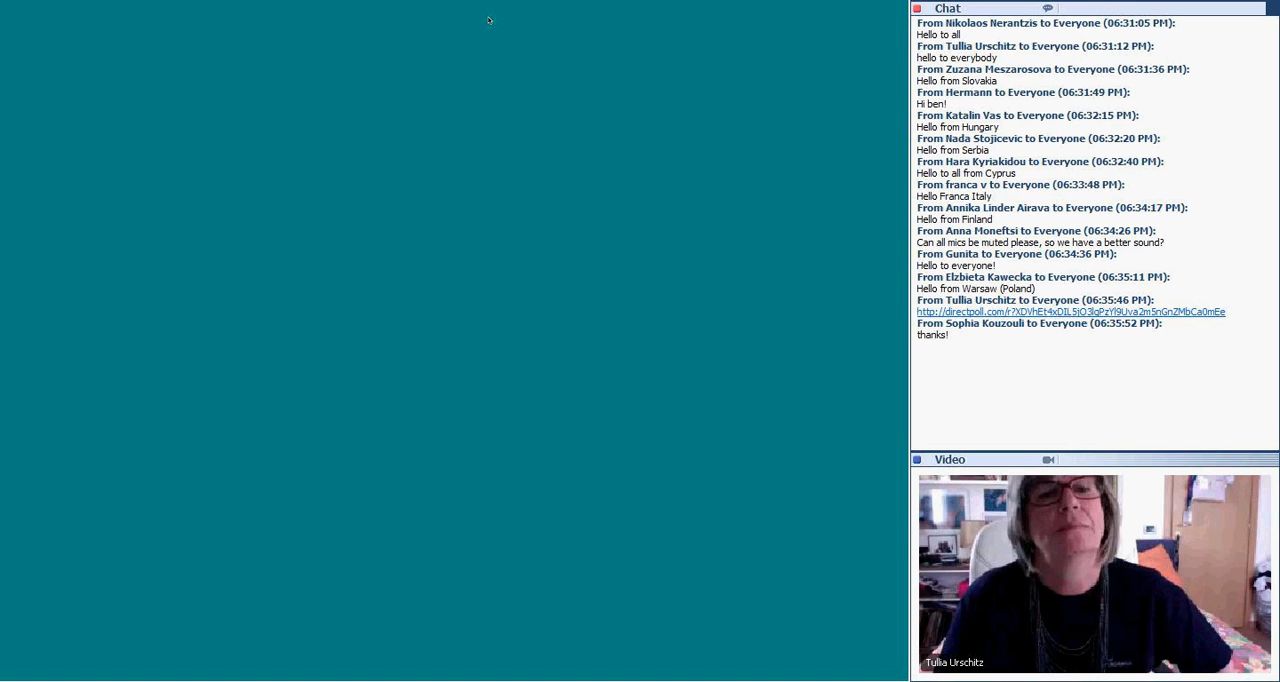 Chat
From Nikolaos Nerantzis to Everyone (06:31:05 PM):
Hello to all
From Tullia Urschitz to Everyone (06:31:12 PM):
hello to everybody
From Zuzana Meszarosova to Everyone (06:31:36 PM):
Hello from Slovakia
From Hermann to Everyone (06:31:49 PM):
Hi ben!
From Katalin Vas to Everyone (06:32:15 PM):
Hello from Hungary
From Nada Stojicevic to Everyone (06:32:20 PM):
Hello from Serbia
From Hara Kyriakidou to Everyone (06:32:40 PM):
Hello to all from Cyprus
From franca v to Everyone (06:33:48 PM):
Hello Franca Italy
From Annika Linder Airava to Everyone (06:34:17 PM):
Hello from Finland
From Anna Moneftsi to Everyone (06:34:26 PM):
Can all mics be muted please, so we have a better sound?
From Gunita to Everyone (06:34:36 PM):
Hello to everyone!
From Elzbieta Kawecka to Everyone (06:35:11 PM):
Hello from Warsaw (Poland)
From Tullia Urschitz to Everyone (06:35:46 PM):
http://directpoll.com/r?XDVhEt4xDIL5jO3lqPzYl9Uva2m5nGnZMbCa0mEe
From Sophia Kouzouli to Everyone (06:35:52 PM):
thanks!
Video
Tullia Urschitz